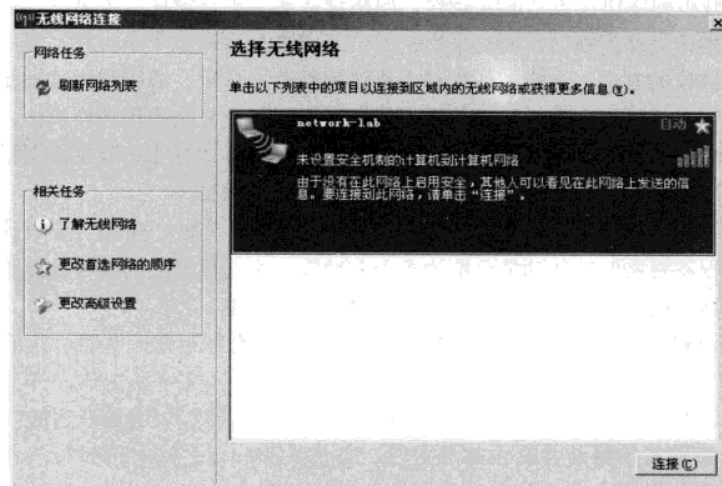 无线网络连接
网络任务
刷新网络列表
相关任务
了解无线网络
更改首选网络的顺序
更改高级设置
选择无线网络
单击以下列表中的项目以连接到区域内的无线网络或获得更多信息(W)。
network-lab
自动
未设置安全机制的计算机到计算机网络
由于没有在此网络上启用安全，其他人可以看见在此网络上发送的信
息。要连接到此网络，请单击“连接”。
连接(C)